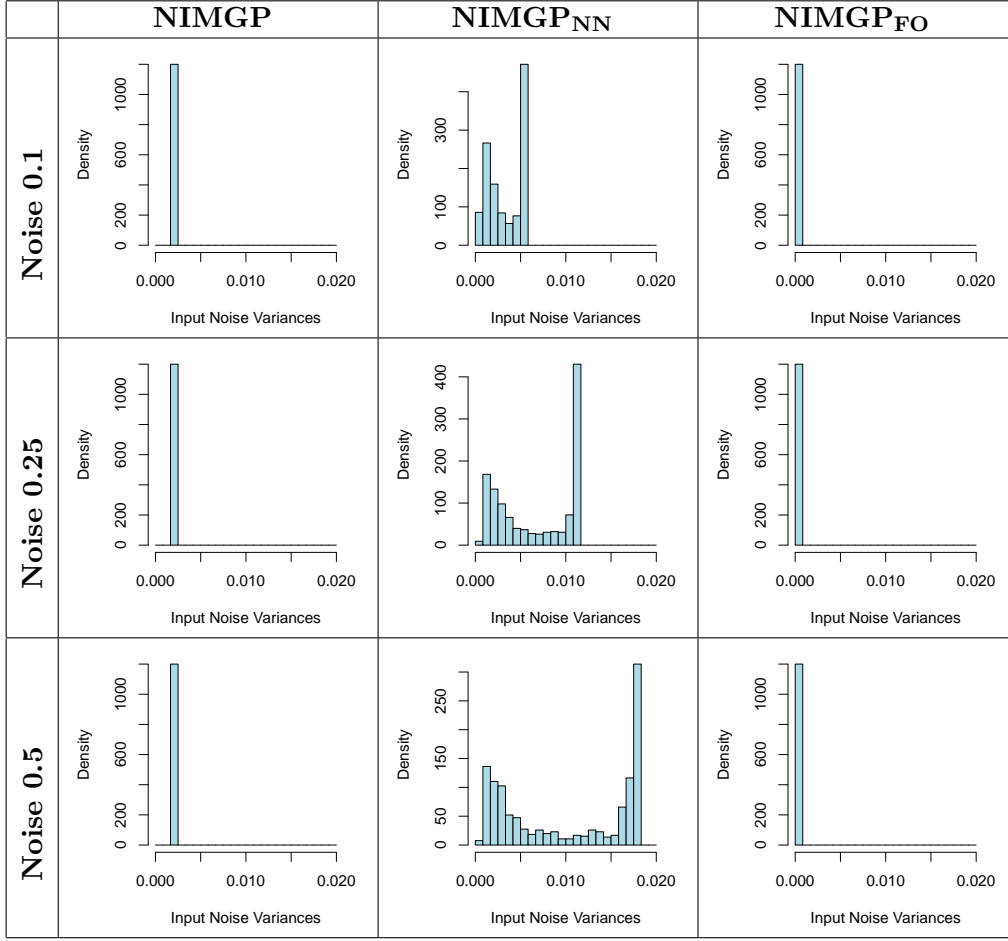 NIMGP NIMGP_NN NIMGP_FO
Noise 0.1
Density
0 200 600 1000
0.000 0.010 0.020
Input Noise Variances
Density
0 100 300
0.000 0.010 0.020
Input Noise Variances
Density
0 200 600 1000
0.000 0.010 0.020
Input Noise Variances
Noise 0.25
Density
0 200 600 1000
0.000 0.010 0.020
Input Noise Variances
Density
0 100 200 300 400
0.000 0.010 0.020
Input Noise Variances
Density
0 200 600 1000
0.000 0.010 0.020
Input Noise Variances
Noise 0.5
Density
0 200 600 1000
0.000 0.010 0.020
Input Noise Variances
Density
0 50 150 250
0.000 0.010 0.020
Input Noise Variances
Density
0 200 600 1000
0.000 0.010 0.020
Input Noise Variances